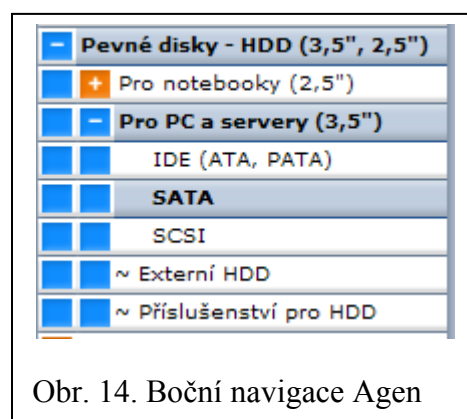 Pevné disky - HDD (3,5", 2,5")
Pro notebooky (2,5")
Pro PC a servery (3,5")
IDE (ATA, PATA)
SATA
SCSI
~ Externí HDD
~ Příslušenství pro HDD
Obr. 14. Boční navigace Agen